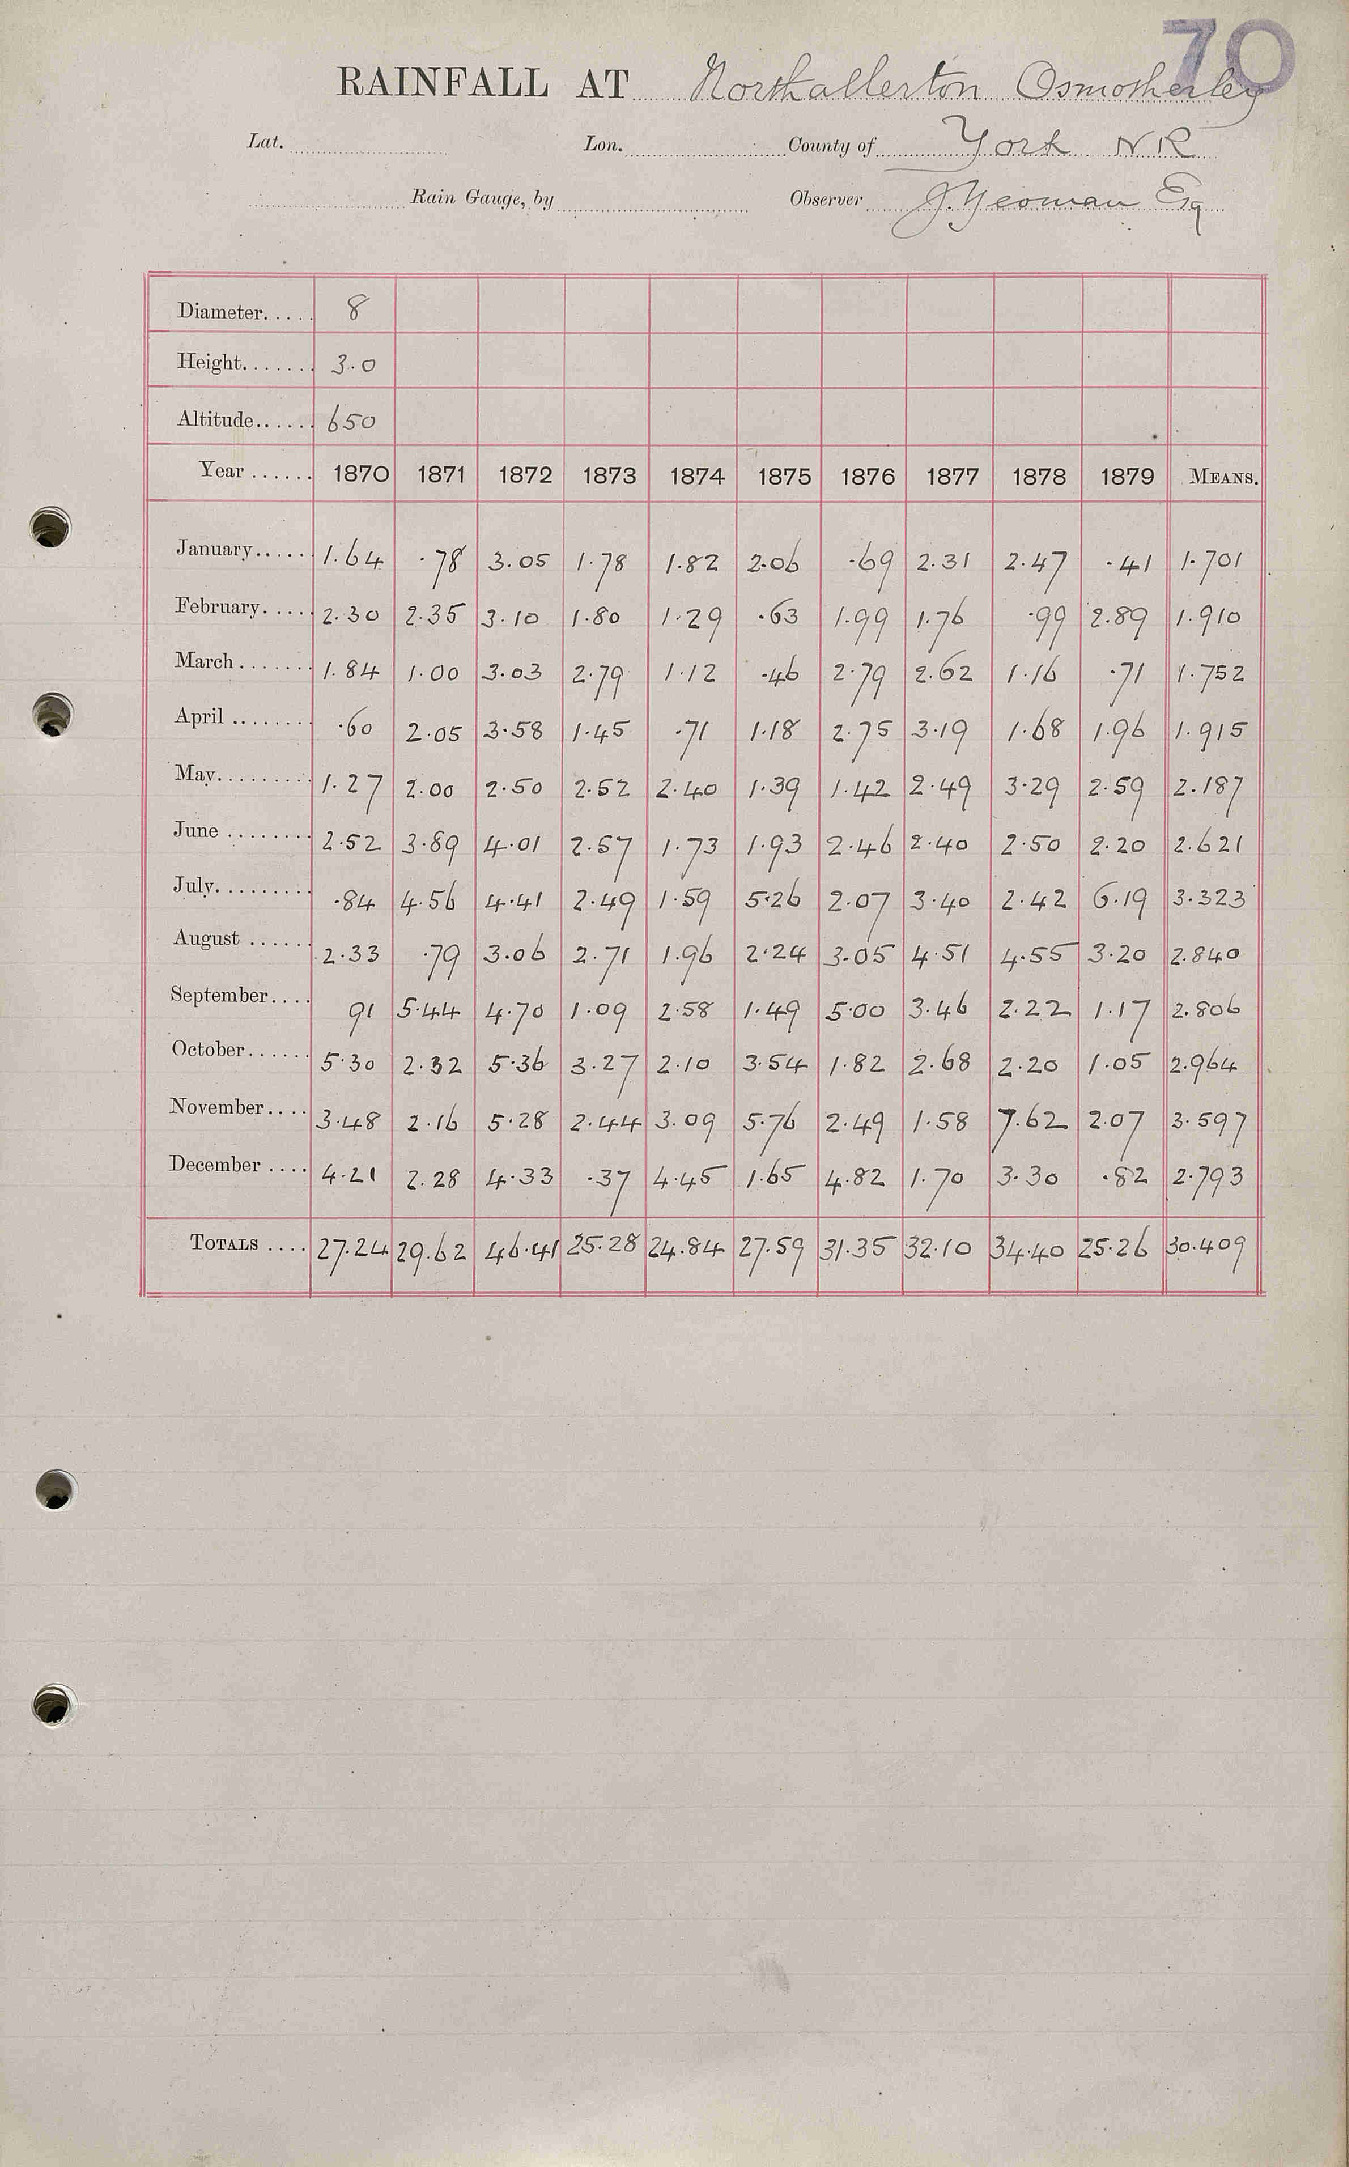 70
RAINFALL AT Northallerton Osmotherley
Lat. Lon. County of York NR
Rain Gauge, by Observer J. Yeoman Esq
Diameter..... 8
Height....... 3.0
Altitude...... 650
Year ...... 1870 1871 1872 1873 1874 1875 1876 1877 1878 1879 MEANS.
January...... 1.64 .78 3.05 1.78 1.82 2.06 .69 2.31 2.47 .41 1.701
February..... 2.30 2.35 3.10 1.80 1.29 .63 1.99 1.76 .99 2.89 1.910
March....... 1.84 1.00 3.03 2.79 1.12 .46 2.79 2.62 1.16 .71 1.752
April ........ .60 2.05 3.58 1.45 .71 1.18 2.75 3.19 1.68 1.96 1.915
May.......... 1.27 2.00 2.50 2.52 2.40 1.39 1.42 2.49 3.29 2.59 2.187
June ........ 2.52 3.89 4.01 2.57 1.73 1.93 2.46 2.40 2.50 2.20 2.621
July.......... .84 4.56 4.41 2.49 1.59 5.26 2.07 3.40 2.42 6.19 3.323
August ...... 2.33 .79 3.06 2.71 1.96 2.24 3.05 4.51 4.55 3.20 2.840
September.... 91 5.44 4.70 1.09 2.58 1.49 5.00 3.46 2.22 1.17 2.806
October...... 5.30 2.32 5.36 3.27 2.10 3.54 1.82 2.68 2.20 1.05 2.964
November.... 3.48 2.16 5.28 2.44 3.09 5.76 2.49 1.58 7.62 2.07 3.597
December .... 4.21 2.28 4.33 .37 4.45 1.65 4.82 1.70 3.30 .82 2.793
TOTALS .... 27.24 29.62 46.41 25.28 24.84 27.59 31.35 32.10 34.40 25.26 30.409